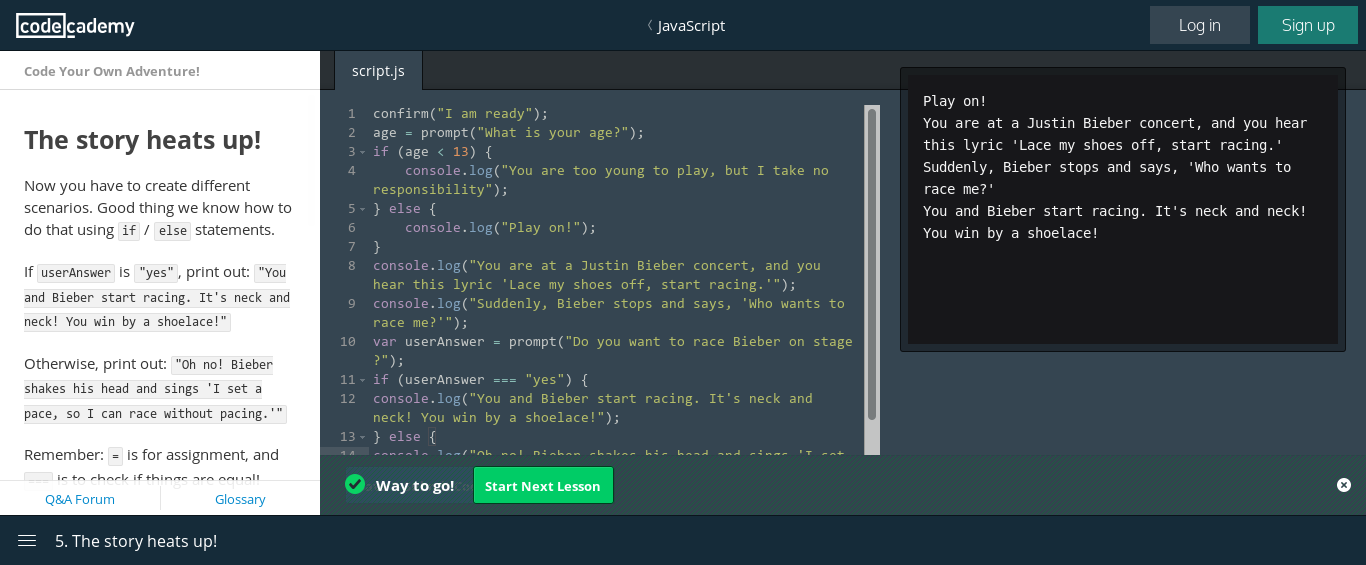 codecademy
〈 JavaScript
Log in
Sign up
Code Your Own Adventure!
The story heats up!
Now you have to create different
scenarios. Good thing we know how to
do that using if / else statements.
If userAnswer is "yes", print out: "You
and Bieber start racing. It's neck and
neck! You win by a shoelace!"
Otherwise, print out: "Oh no! Bieber
shakes his head and sings 'I set a
pace, so I can race without pacing.'"
Remember: = is for assignment, and
=== is to check if things are equal!
Q&A Forum
Glossary
script.js
1 confirm("I am ready");
2 age = prompt("What is your age?");
3 if (age < 13) {
4 console.log("You are too young to play, but I take no
responsibility");
5 } else {
6 console.log("Play on!");
7 }
8 console.log("You are at a Justin Bieber concert, and you
hear this lyric 'Lace my shoes off, start racing.'");
9 console.log("Suddenly, Bieber stops and says, 'Who wants to
race me?'");
10 var userAnswer = prompt("Do you want to race Bieber on stage
?");
11 if (userAnswer === "yes") {
12 console.log("You and Bieber start racing. It's neck and
neck! You win by a shoelace!");
13 } else {
14 console.log("Oh no! Bieber shakes his head and sings 'I set
Play on!
You are at a Justin Bieber concert, and you hear
this lyric 'Lace my shoes off, start racing.'
Suddenly, Bieber stops and says, 'Who wants to
race me?'
You and Bieber start racing. It's neck and neck!
You win by a shoelace!
Way to go!
Start Next Lesson
5. The story heats up!